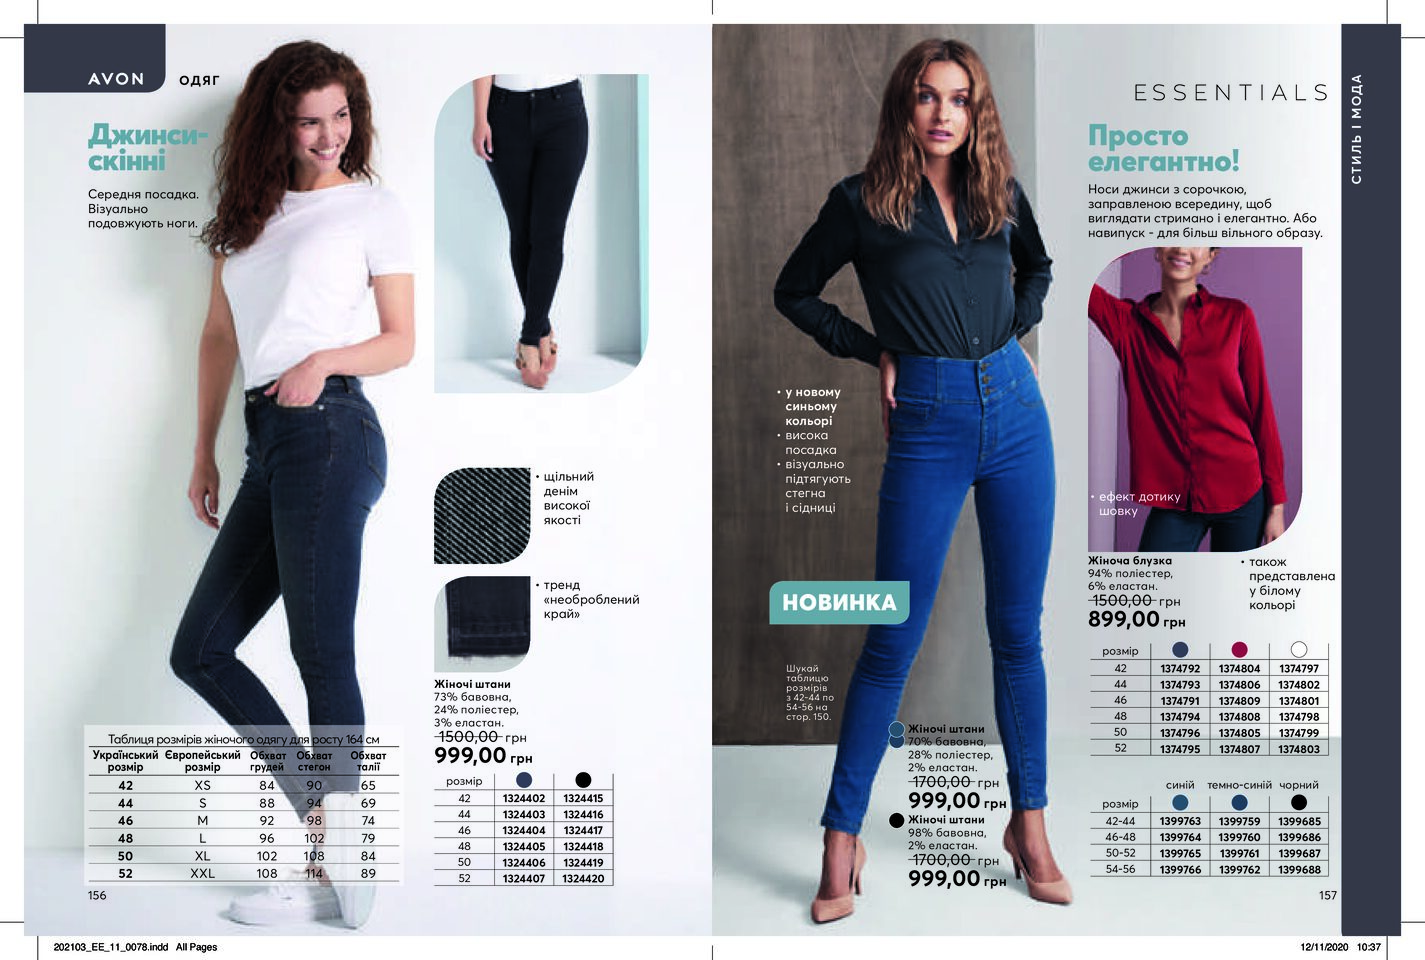 AVON
ОДЯГ
Джинси-
скінні
Середня посадка.
Візуально
подовжують ноги.
• щільний
денім
високої
якості
• тренд
«необроблений
край»
Жіночі штани
73% бавовна,
24% поліестер,
3% еластан.
1500,00 грн
999,00 грн
розмір
42 1324402 1324415
44 1324403 1324416
46 1324404 1324417
48 1324405 1324418
50 1324406 1324419
52 1324407 1324420
Таблиця розмірів жіночого одягу для росту 164 см
Український Європейський Обхват Обхват Обхват
розмір розмір грудей стегон талії
42 XS 84 90 65
44 S 88 94 69
46 M 92 98 74
48 L 96 102 79
50 XL 102 108 84
52 XXL 108 114 89
156
ESSENTIALS
СТИЛЬ І МОДА
Просто
елегантно!
Носи джинси з сорочкою,
заправленою всередину, щоб
виглядати стримано і елегантно. Або
навипуск - для більш вільного образу.
• у новому
синьому
кольорі
• висока
посадка
• візуально
підтягують
стегна
і сідниці
НОВИНКА
Шукай
таблицю
розмірів
з 42-44 по
54-56 на
стор. 150.
• ефект дотику
шовку
Жіноча блузка
94% поліестер,
6% еластан.
1500,00 грн
899,00 грн
• також
представлена
у білому
кольорі
розмір
42 1374792 1374804 1374797
44 1374793 1374806 1374802
46 1374791 1374809 1374801
48 1374794 1374808 1374798
50 1374796 1374805 1374799
52 1374795 1374807 1374803
Жіночі штани
70% бавовна,
28% поліестер,
2% еластан.
1700,00 грн
999,00 грн
Жіночі штани
98% бавовна,
2% еластан.
1700,00 грн
999,00 грн
синій темно-синій чорний
розмір
42-44 1399763 1399759 1399685
46-48 1399764 1399760 1399686
50-52 1399765 1399761 1399687
54-56 1399766 1399762 1399688
157
202103_EE_11_0078.indd All Pages
12/11/2020 10:37